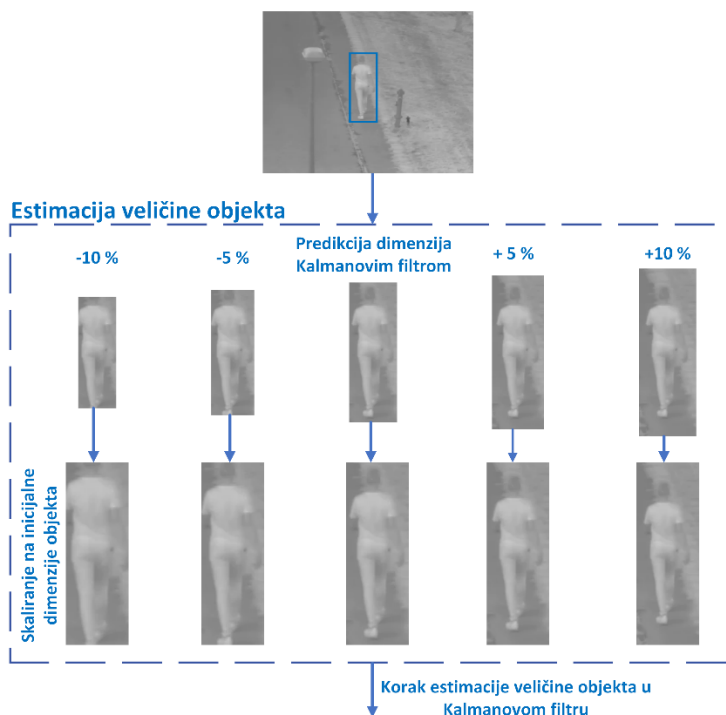 Estimacija veličine objekta
-10 %
-5 %
Predikcija dimenzija
Kalmanovim filtrom
+ 5 %
+10 %
Skaliranje na inicijalne
dimenzije objekta
Korak estimacije veličine objekta u
Kalmanovom filtru